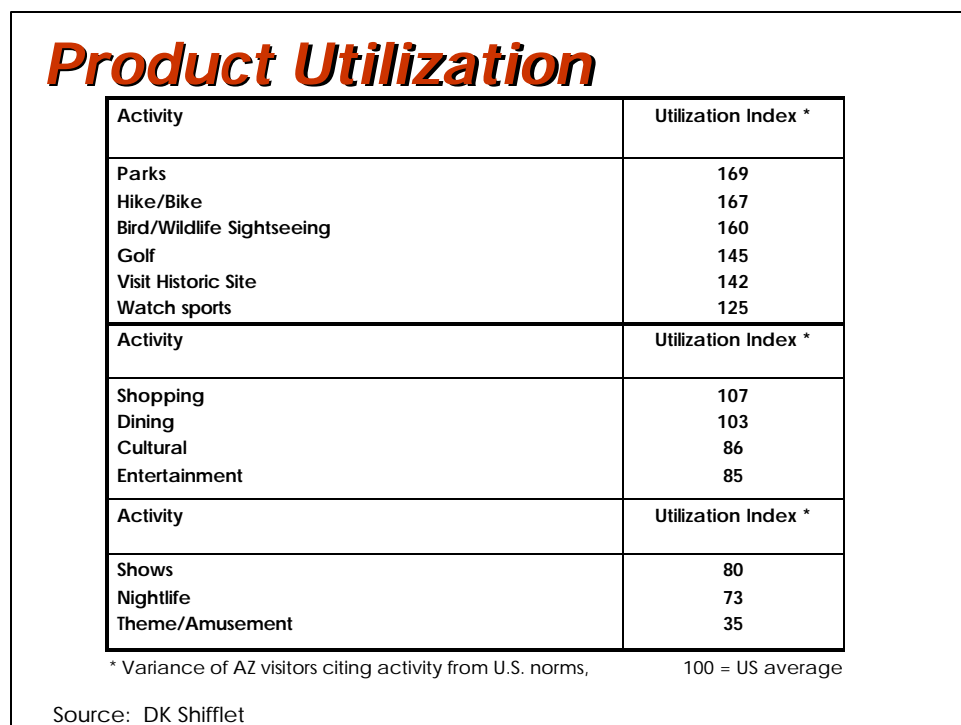 Product Utilization
Activity Utilization Index *
Parks 169
Hike/Bike 167
Bird/Wildlife Sightseeing 160
Golf 145
Visit Historic Site 142
Watch sports 125
Activity Utilization Index *
Shopping 107
Dining 103
Cultural 86
Entertainment 85
Activity Utilization Index *
Shows 80
Nightlife 73
Theme/Amusement 35
* Variance of AZ visitors citing activity from U.S. norms, 100 = US average
Source: DK Shifflet